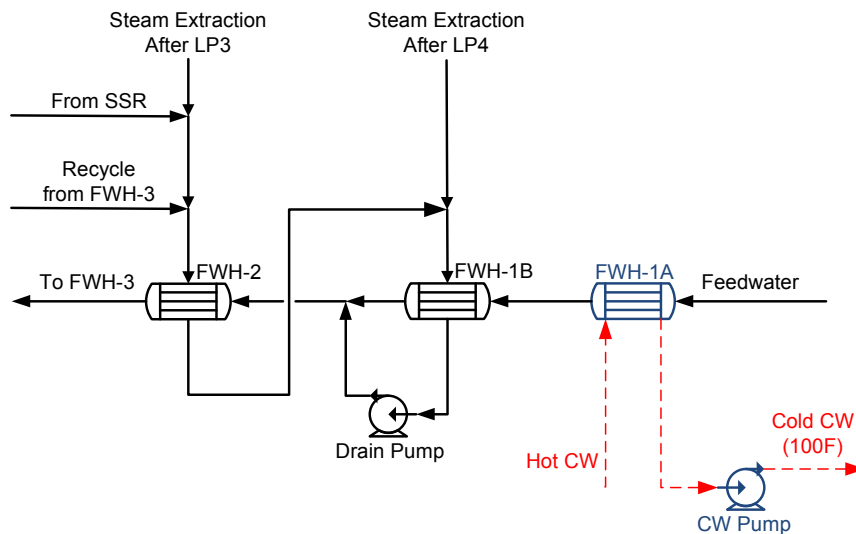 Steam Extraction
After LP3
Steam Extraction
After LP4
From SSR
Recycle
from FWH-3
To FWH-3
FWH-2
FWH-1B
FWH-1A
Feedwater
Drain Pump
Hot CW
Cold CW
(100F)
CW Pump